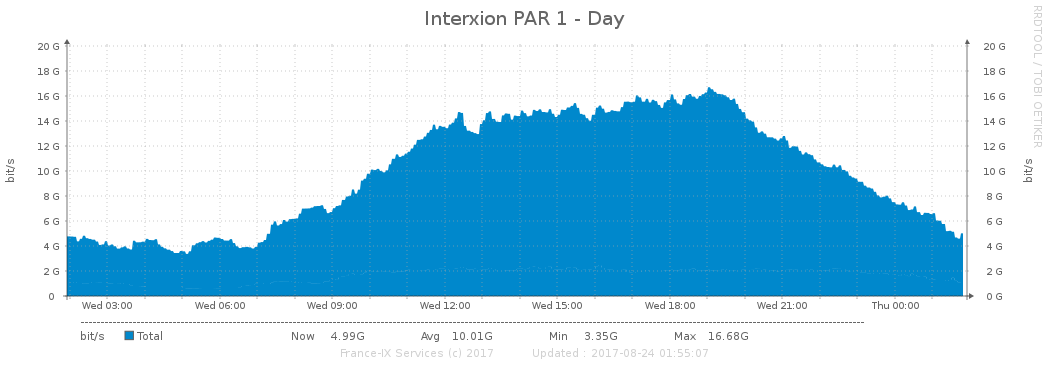 Interxion PAR 1 - Day
RRDTOOL / TOBI OETIKER
bit/s
20 G 20 G
18 G 18 G
16 G 16 G
14 G 14 G
12 G 12 G
10 G 10 G
8 G 8 G
6 G 6 G
4 G 4 G
2 G 2 G
0 0 G
bit/s
Wed 03:00 Wed 06:00 Wed 09:00 Wed 12:00 Wed 15:00 Wed 18:00 Wed 21:00 Thu 00:00
bit/s Total Now 4.99G Avg 10.01G Min 3.35G Max 16.68G
France-IX Services (c) 2017 Updated : 2017-08-24 01:55:07